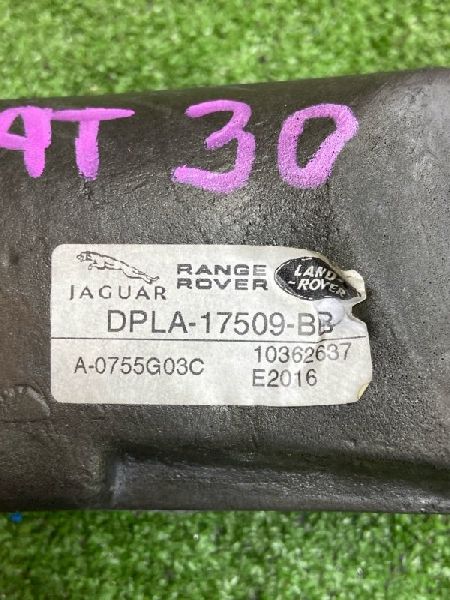 AT 30
JAGUAR
RANGE ROVER
LAND-ROVER
DPLA-17509-BB
A-0755G03C
10362637
E2016